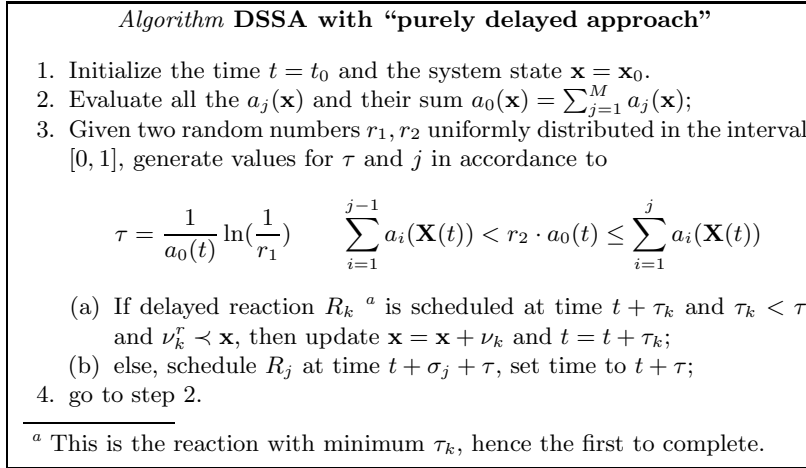 Algorithm DSSA with “purely delayed approach”
1. Initialize the time t = t₀ and the system state x = x₀.
2. Evaluate all the aⱼ(x) and their sum a₀(x) = ∑ᴹⱼ₌₁ aⱼ(x);
3. Given two random numbers r₁, r₂ uniformly distributed in the interval
[0, 1], generate values for τ and j in accordance to
τ = 1/a₀(t) ln(1/r₁) ∑ᵢ₌₁ʲ⁻¹ aᵢ(X(t)) < r₂ · a₀(t) ≤ ∑ᵢ₌₁ʲ aᵢ(X(t))
(a) If delayed reaction Rₖ ᵃ is scheduled at time t + τₖ and τₖ < τ
and νₖʳ ≺ x, then update x = x + νₖ and t = t + τₖ;
(b) else, schedule Rⱼ at time t + σⱼ + τ, set time to t + τ;
4. go to step 2.
ᵃ This is the reaction with minimum τₖ, hence the first to complete.